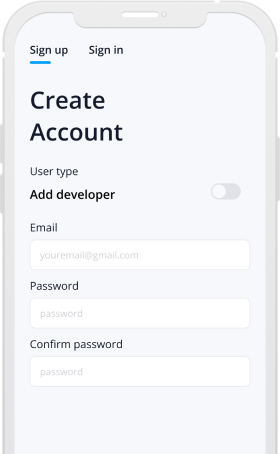 Sign up Sign in
Create
Account
User type
Add developer
Email
youremail@gmail.com
Password
password
Confirm password
password